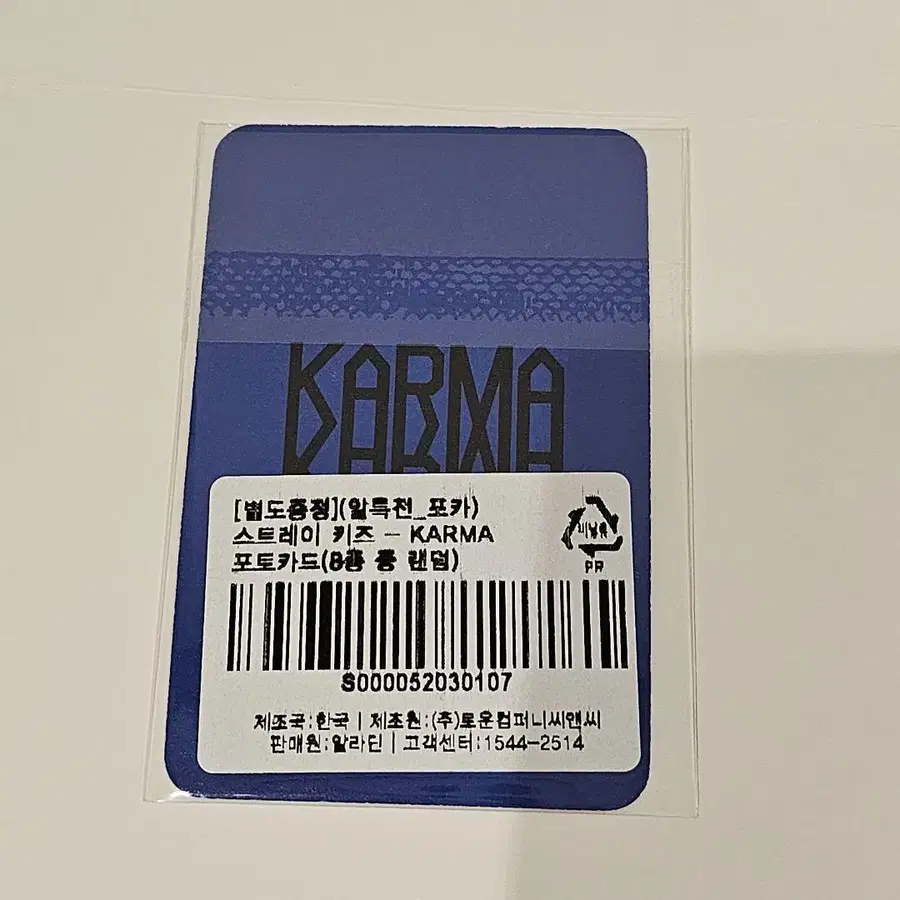 KARMA
KARMA
[별도증정](알특전_포카)
스트레이 키즈 - KARMA
포토카드(8종 중 랜덤)
비닐류
PP
S000052030107
제조국:한국 | 제조원:(주)로운컴퍼니씨앤씨
판매원:알라딘 | 고객센터:1544-2514